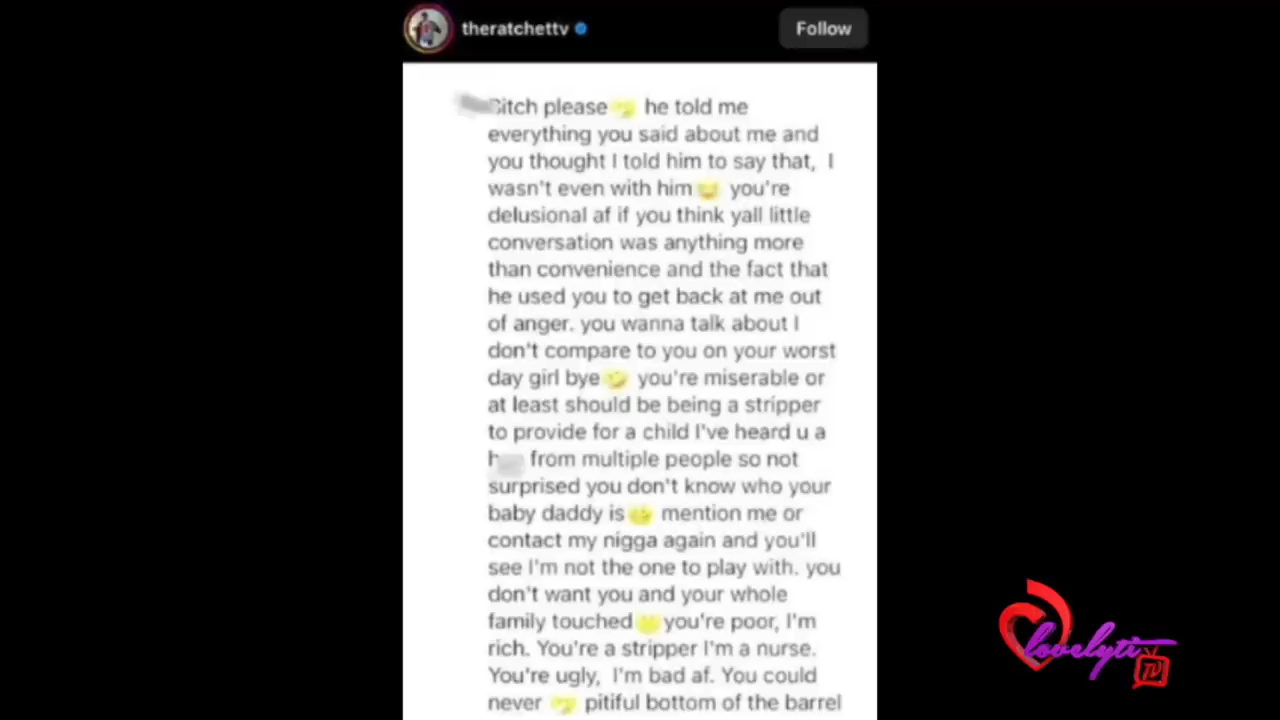 theratchettv
Follow
Bitch please he told me
everything you said about me and
you thought I told him to say that, I
wasn't even with him you're
delusional af if you think yall little
conversation was anything more
than convenience and the fact that
he used you to get back at me out
of anger. you wanna talk about I
don't compare to you on your worst
day girl bye you're miserable or
at least should be being a stripper
to provide for a child I've heard u a
h from multiple people so not
surprised you don't know who your
baby daddy is mention me or
contact my nigga again and you'll
see I'm not the one to play with. you
don't want you and your whole
family touched you're poor, I'm
rich. You're a stripper I'm a nurse.
You're ugly, I'm bad af. You could
never pitiful bottom of the barrel
lovelyti
TV